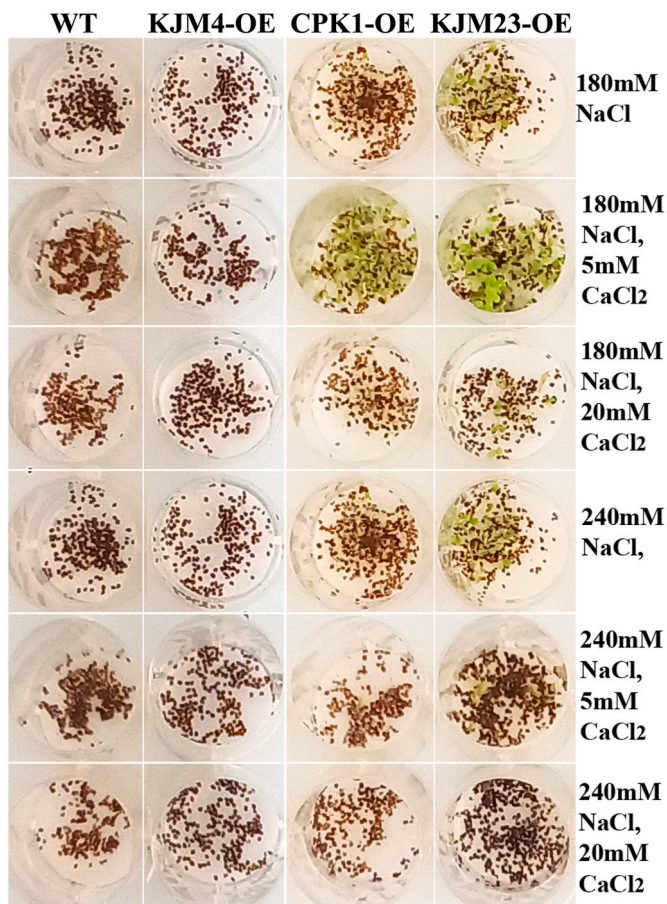 WT KJM4-OE CPK1-OE KJM23-OE
180mM
NaCl
180mM
NaCl,
5mM
CaCl2
180mM
NaCl,
20mM
CaCl2
240mM
NaCl,
240mM
NaCl,
5mM
CaCl2
240mM
NaCl,
20mM
CaCl2